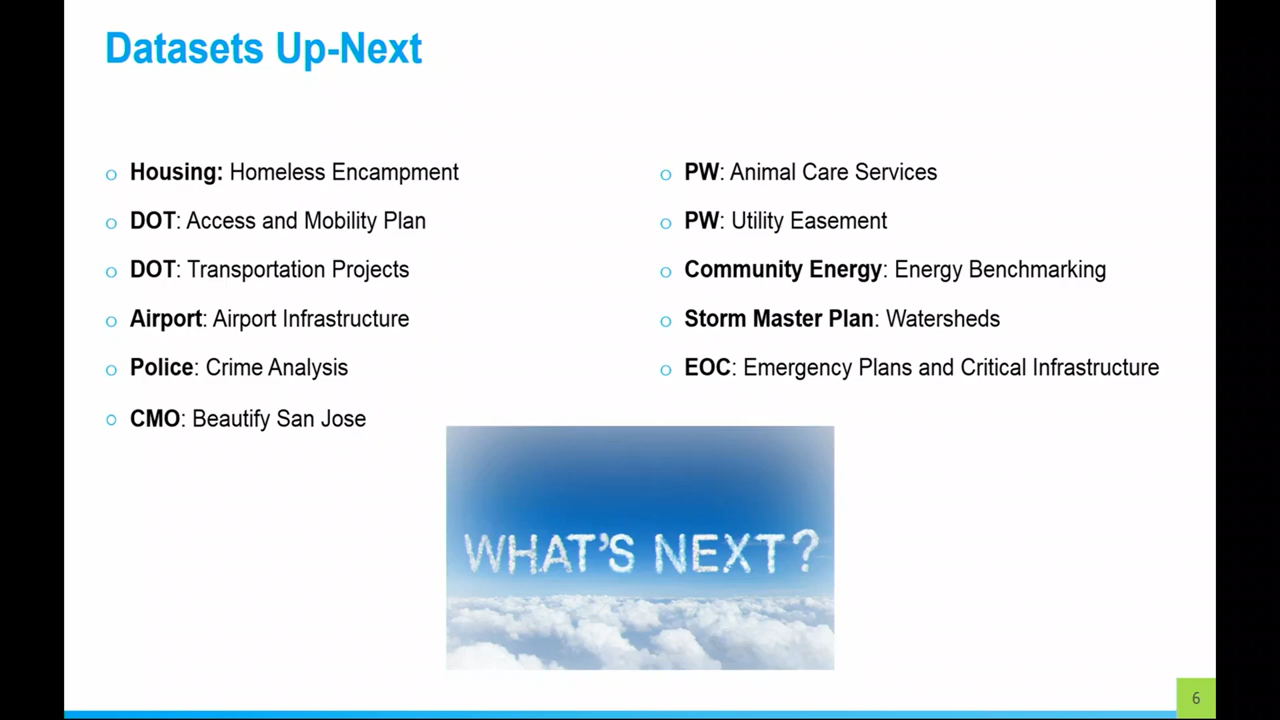 Datasets Up-Next
o Housing: Homeless Encampment
o DOT: Access and Mobility Plan
o DOT: Transportation Projects
o Airport: Airport Infrastructure
o Police: Crime Analysis
o CMO: Beautify San Jose
o PW: Animal Care Services
o PW: Utility Easement
o Community Energy: Energy Benchmarking
o Storm Master Plan: Watersheds
o EOC: Emergency Plans and Critical Infrastructure
WHAT'S NEXT?
6